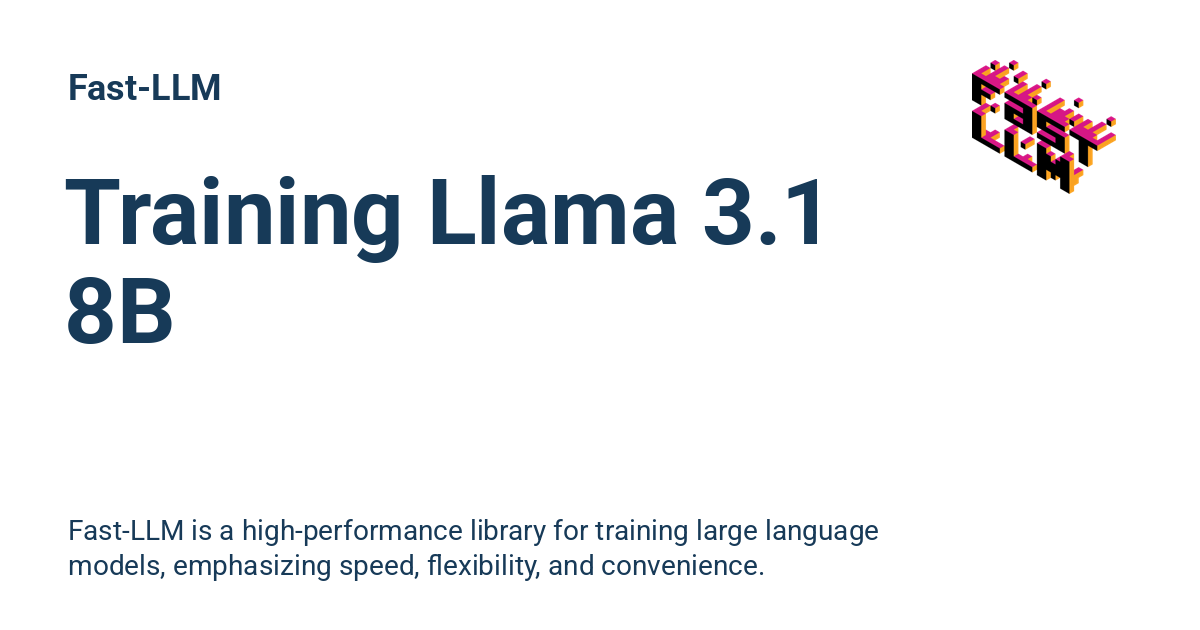 Fast-LLM
Fast
LLM
Training Llama 3.1
8B
Fast-LLM is a high-performance library for training large language
models, emphasizing speed, flexibility, and convenience.